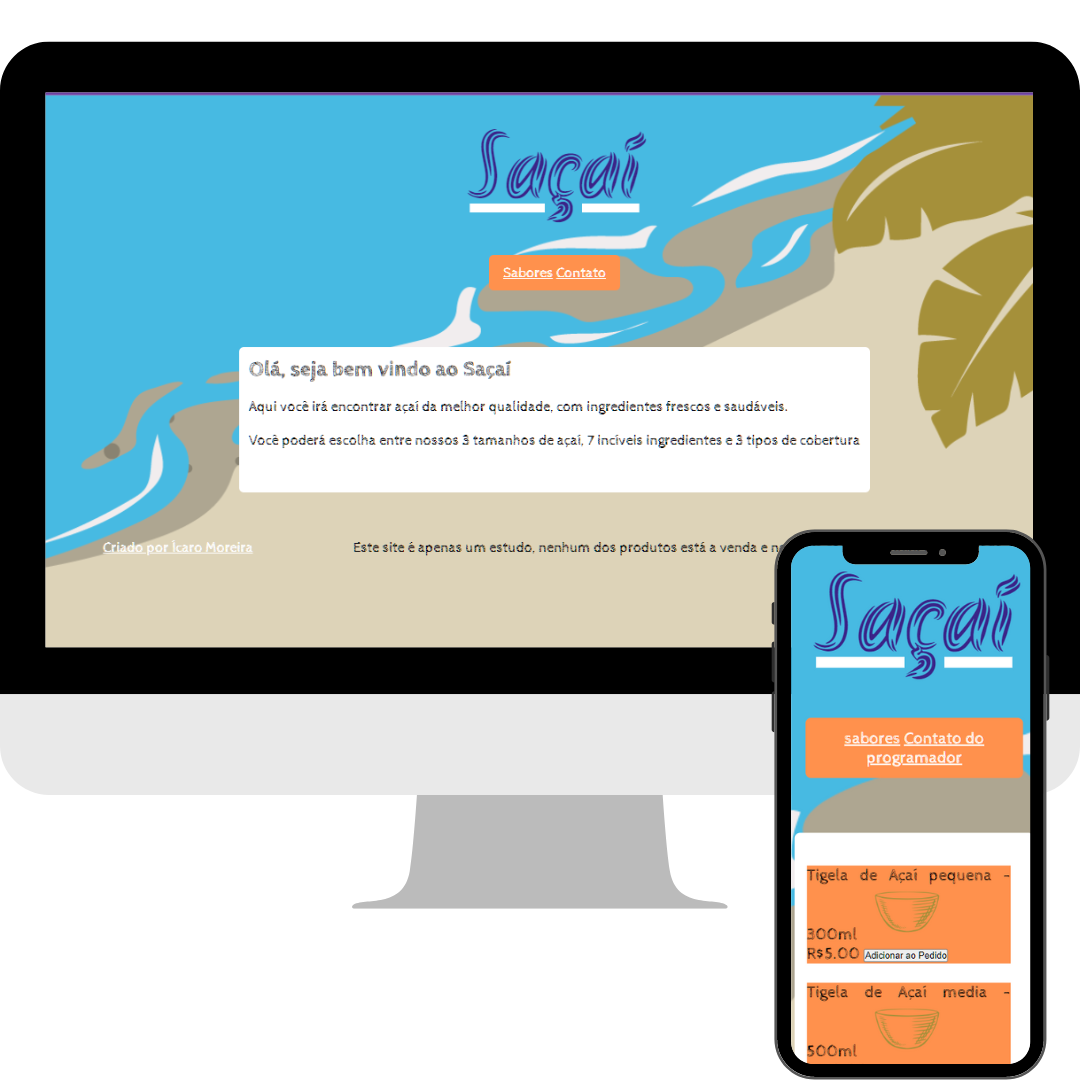 Saçaí
Sabores Contato
Olá, seja bem vindo ao Saçaí
Aqui você irá encontrar açaí da melhor qualidade, com ingredientes frescos e saudáveis.
Você poderá escolha entre nossos 3 tamanhos de açaí, 7 incíveis ingredientes e 3 tipos de cobertura
Criado por Ícaro Moreira
Este site é apenas um estudo, nenhum dos produtos está a venda e
Saçaí
sabores Contato do
programador
Tigela de Açaí pequena -
300ml
R$5.00 Adicionar ao Pedido
Tigela de Açaí media -
500ml